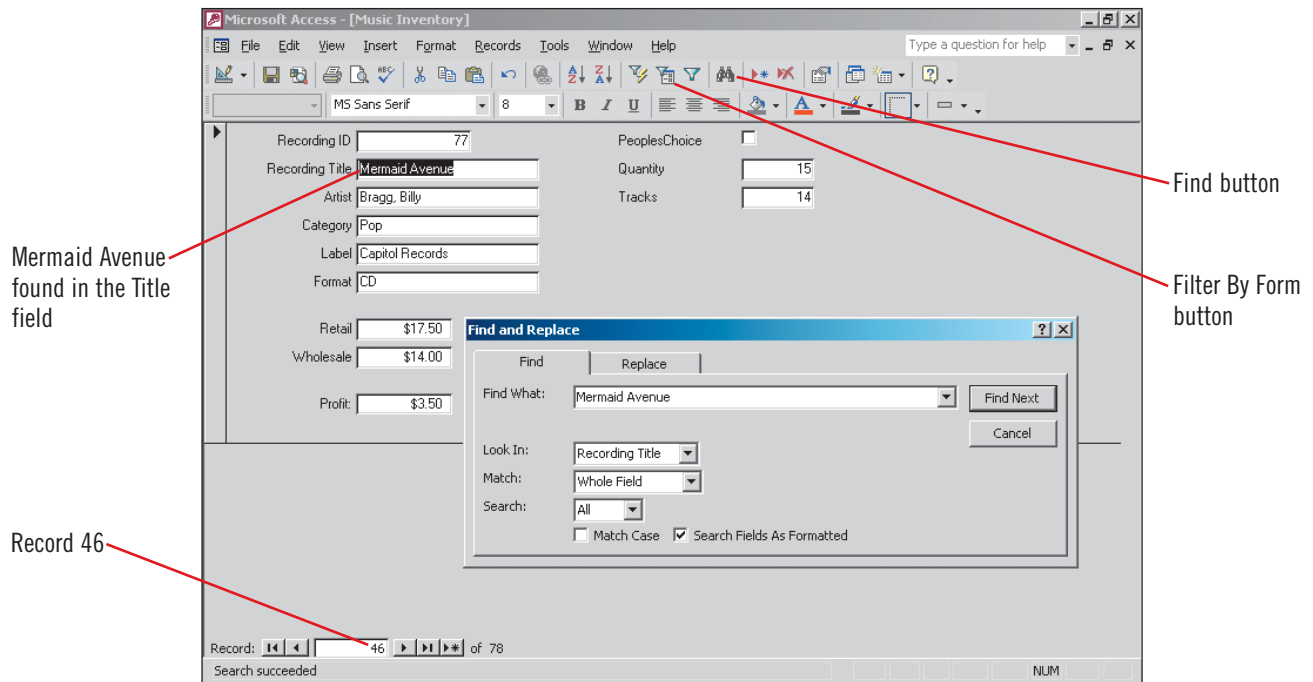 Microsoft Access - [Music Inventory]
File Edit View Insert Format Records Tools Window Help
Type a question for help
MS Sans Serif 8 B I U
Recording ID 77
PeoplesChoice
Recording Title Mermaid Avenue
Quantity 15
Artist Bragg, Billy
Tracks 14
Category Pop
Label Capitol Records
Format CD
Retail $17.50
Wholesale $14.00
Profit: $3.50
Find and Replace
Find Replace
Find What: Mermaid Avenue
Find Next
Cancel
Look In: Recording Title
Match: Whole Field
Search: All
Match Case Search Fields As Formatted
Record: 46 of 78
Search succeeded
NUM
Mermaid Avenue
found in the Title
field
Record 46
Find button
Filter By Form
button